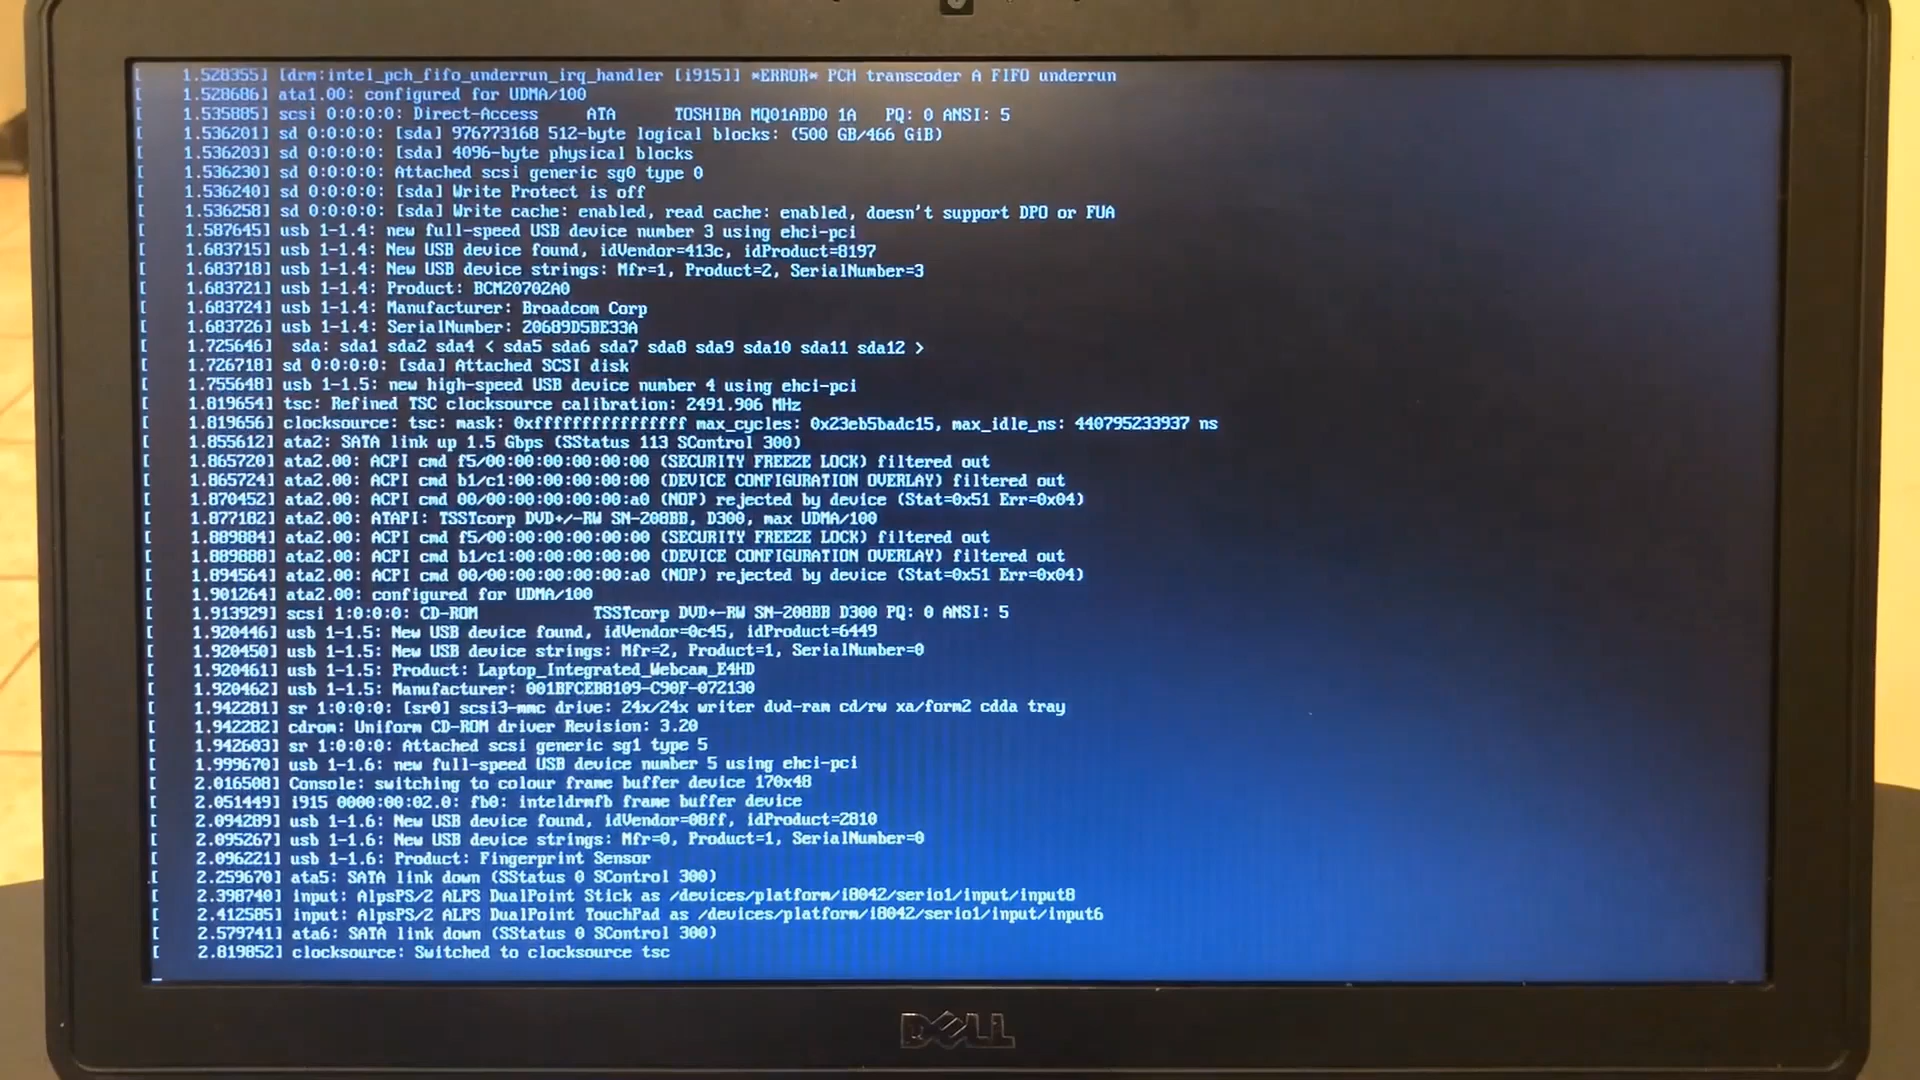 [    1.528355] [drm:intel_pch_fifo_underrun_irq_handler [i915]] *ERROR* PCH transcoder A FIFO underrun
[    1.528686] ata1.00: configured for UDMA/100
[    1.535885] scsi 0:0:0:0: Direct-Access     ATA      TOSHIBA MQ01ABD0 1A   PQ: 0 ANSI: 5
[    1.536201] sd 0:0:0:0: [sda] 976773168 512-byte logical blocks: (500 GB/466 GiB)
[    1.536203] sd 0:0:0:0: [sda] 4096-byte physical blocks
[    1.536230] sd 0:0:0:0: Attached scsi generic sg0 type 0
[    1.536240] sd 0:0:0:0: [sda] Write Protect is off
[    1.536258] sd 0:0:0:0: [sda] Write cache: enabled, read cache: enabled, doesn't support DPO or FUA
[    1.587645] usb 1-1.4: new full-speed USB device number 3 using ehci-pci
[    1.683715] usb 1-1.4: New USB device found, idVendor=413c, idProduct=8197
[    1.683718] usb 1-1.4: New USB device strings: Mfr=1, Product=2, SerialNumber=3
[    1.683721] usb 1-1.4: Product: BCM20702A0
[    1.683724] usb 1-1.4: Manufacturer: Broadcom Corp
[    1.683726] usb 1-1.4: SerialNumber: 20689D5BE33A
[    1.725646]  sda: sda1 sda2 sda4 < sda5 sda6 sda7 sda8 sda9 sda10 sda11 sda12 >
[    1.726718] sd 0:0:0:0: [sda] Attached SCSI disk
[    1.755648] usb 1-1.5: new high-speed USB device number 4 using ehci-pci
[    1.819654] tsc: Refined TSC clocksource calibration: 2491.906 MHz
[    1.819656] clocksource: tsc: mask: 0xffffffffffffffff max_cycles: 0x23eb5badc15, max_idle_ns: 440795233937 ns
[    1.855612] ata2: SATA link up 1.5 Gbps (SStatus 113 SControl 300)
[    1.865720] ata2.00: ACPI cmd f5/00:00:00:00:00:00 (SECURITY FREEZE LOCK) filtered out
[    1.865724] ata2.00: ACPI cmd b1/c1:00:00:00:00:00 (DEVICE CONFIGURATION OVERLAY) filtered out
[    1.870452] ata2.00: ACPI cmd 00/00:00:00:00:00:a0 (NOP) rejected by device (Stat=0x51 Err=0x04)
[    1.877182] ata2.00: ATAPI: TSSTcorp DVD+/-RW SN-208BB, D300, max UDMA/100
[    1.889884] ata2.00: ACPI cmd f5/00:00:00:00:00:00 (SECURITY FREEZE LOCK) filtered out
[    1.889888] ata2.00: ACPI cmd b1/c1:00:00:00:00:00 (DEVICE CONFIGURATION OVERLAY) filtered out
[    1.894564] ata2.00: ACPI cmd 00/00:00:00:00:00:a0 (NOP) rejected by device (Stat=0x51 Err=0x04)
[    1.901264] ata2.00: configured for UDMA/100
[    1.913929] scsi 1:0:0:0: CD-ROM            TSSTcorp DVD+-RW SN-208BB D300 PQ: 0 ANSI: 5
[    1.920446] usb 1-1.5: New USB device found, idVendor=0c45, idProduct=6449
[    1.920450] usb 1-1.5: New USB device strings: Mfr=2, Product=1, SerialNumber=0
[    1.920461] usb 1-1.5: Product: Laptop_Integrated_Webcam_E4HD
[    1.920462] usb 1-1.5: Manufacturer: 001BFCEB8109-C90F-072130
[    1.942281] sr 1:0:0:0: [sr0] scsi3-mmc drive: 24x/24x writer dvd-ram cd/rw xa/form2 cdda tray
[    1.942282] cdrom: Uniform CD-ROM driver Revision: 3.20
[    1.942603] sr 1:0:0:0: Attached scsi generic sg1 type 5
[    1.999670] usb 1-1.6: new full-speed USB device number 5 using ehci-pci
[    2.016508] Console: switching to colour frame buffer device 170x48
[    2.051449] i915 0000:00:02.0: fb0: inteldrmfb frame buffer device
[    2.094289] usb 1-1.6: New USB device found, idVendor=08ff, idProduct=2810
[    2.095267] usb 1-1.6: New USB device strings: Mfr=0, Product=1, SerialNumber=0
[    2.096221] usb 1-1.6: Product: Fingerprint Sensor
[    2.259670] ata5: SATA link down (SStatus 0 SControl 300)
[    2.398740] input: AlpsPS/2 ALPS DualPoint Stick as /devices/platform/i8042/serio1/input/input8
[    2.412585] input: AlpsPS/2 ALPS DualPoint TouchPad as /devices/platform/i8042/serio1/input/input6
[    2.579741] ata6: SATA link down (SStatus 0 SControl 300)
[    2.819852] clocksource: Switched to clocksource tsc
_
DELL